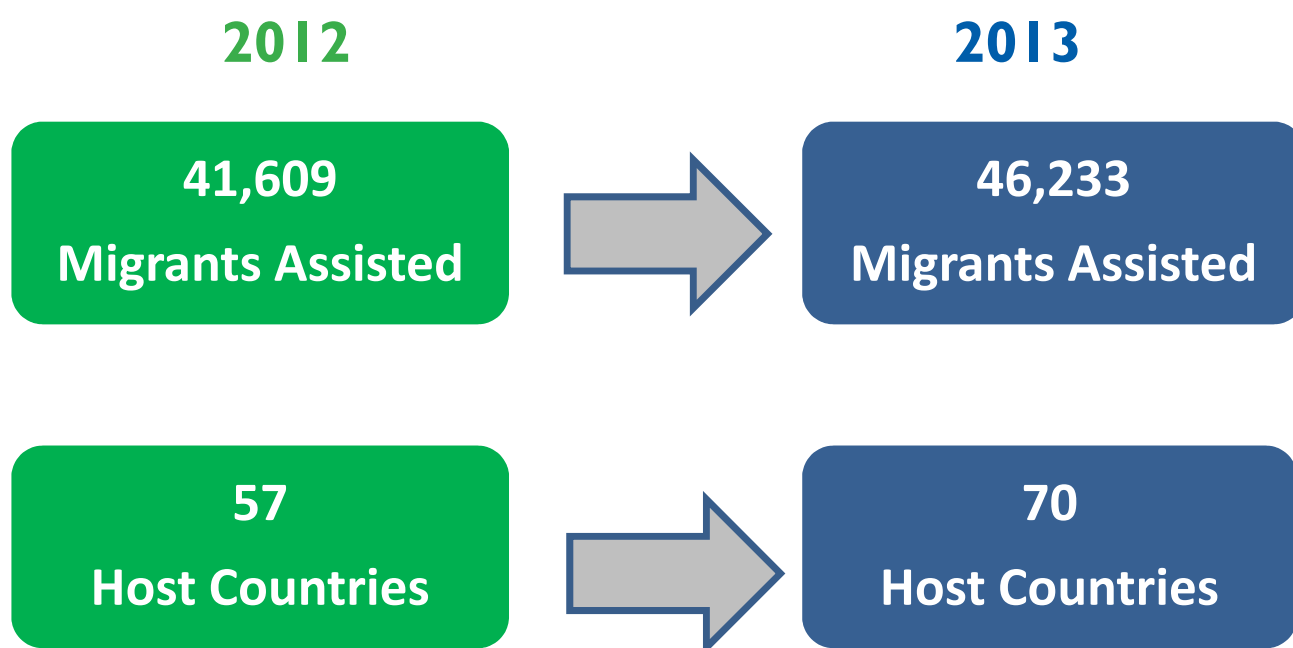 2012
2013
41,609
Migrants Assisted
46,233
Migrants Assisted
57
Host Countries
70
Host Countries